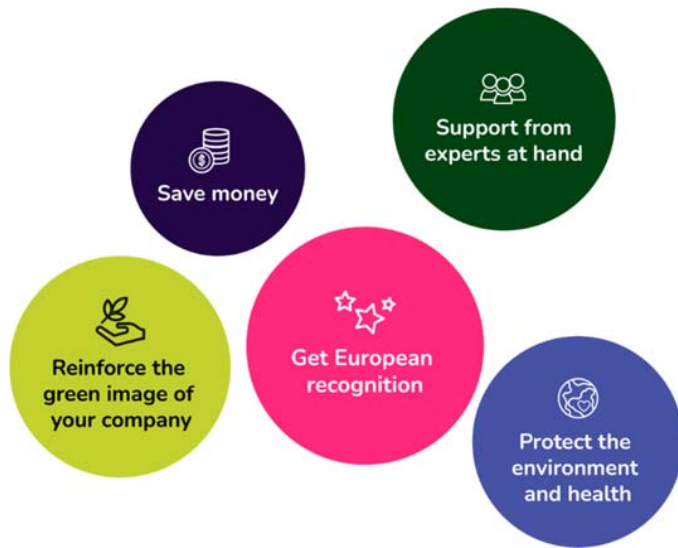 Support from
experts at hand
Save money
Reinforce the
green image of
your company
Get European
recognition
Protect the
environment
and health